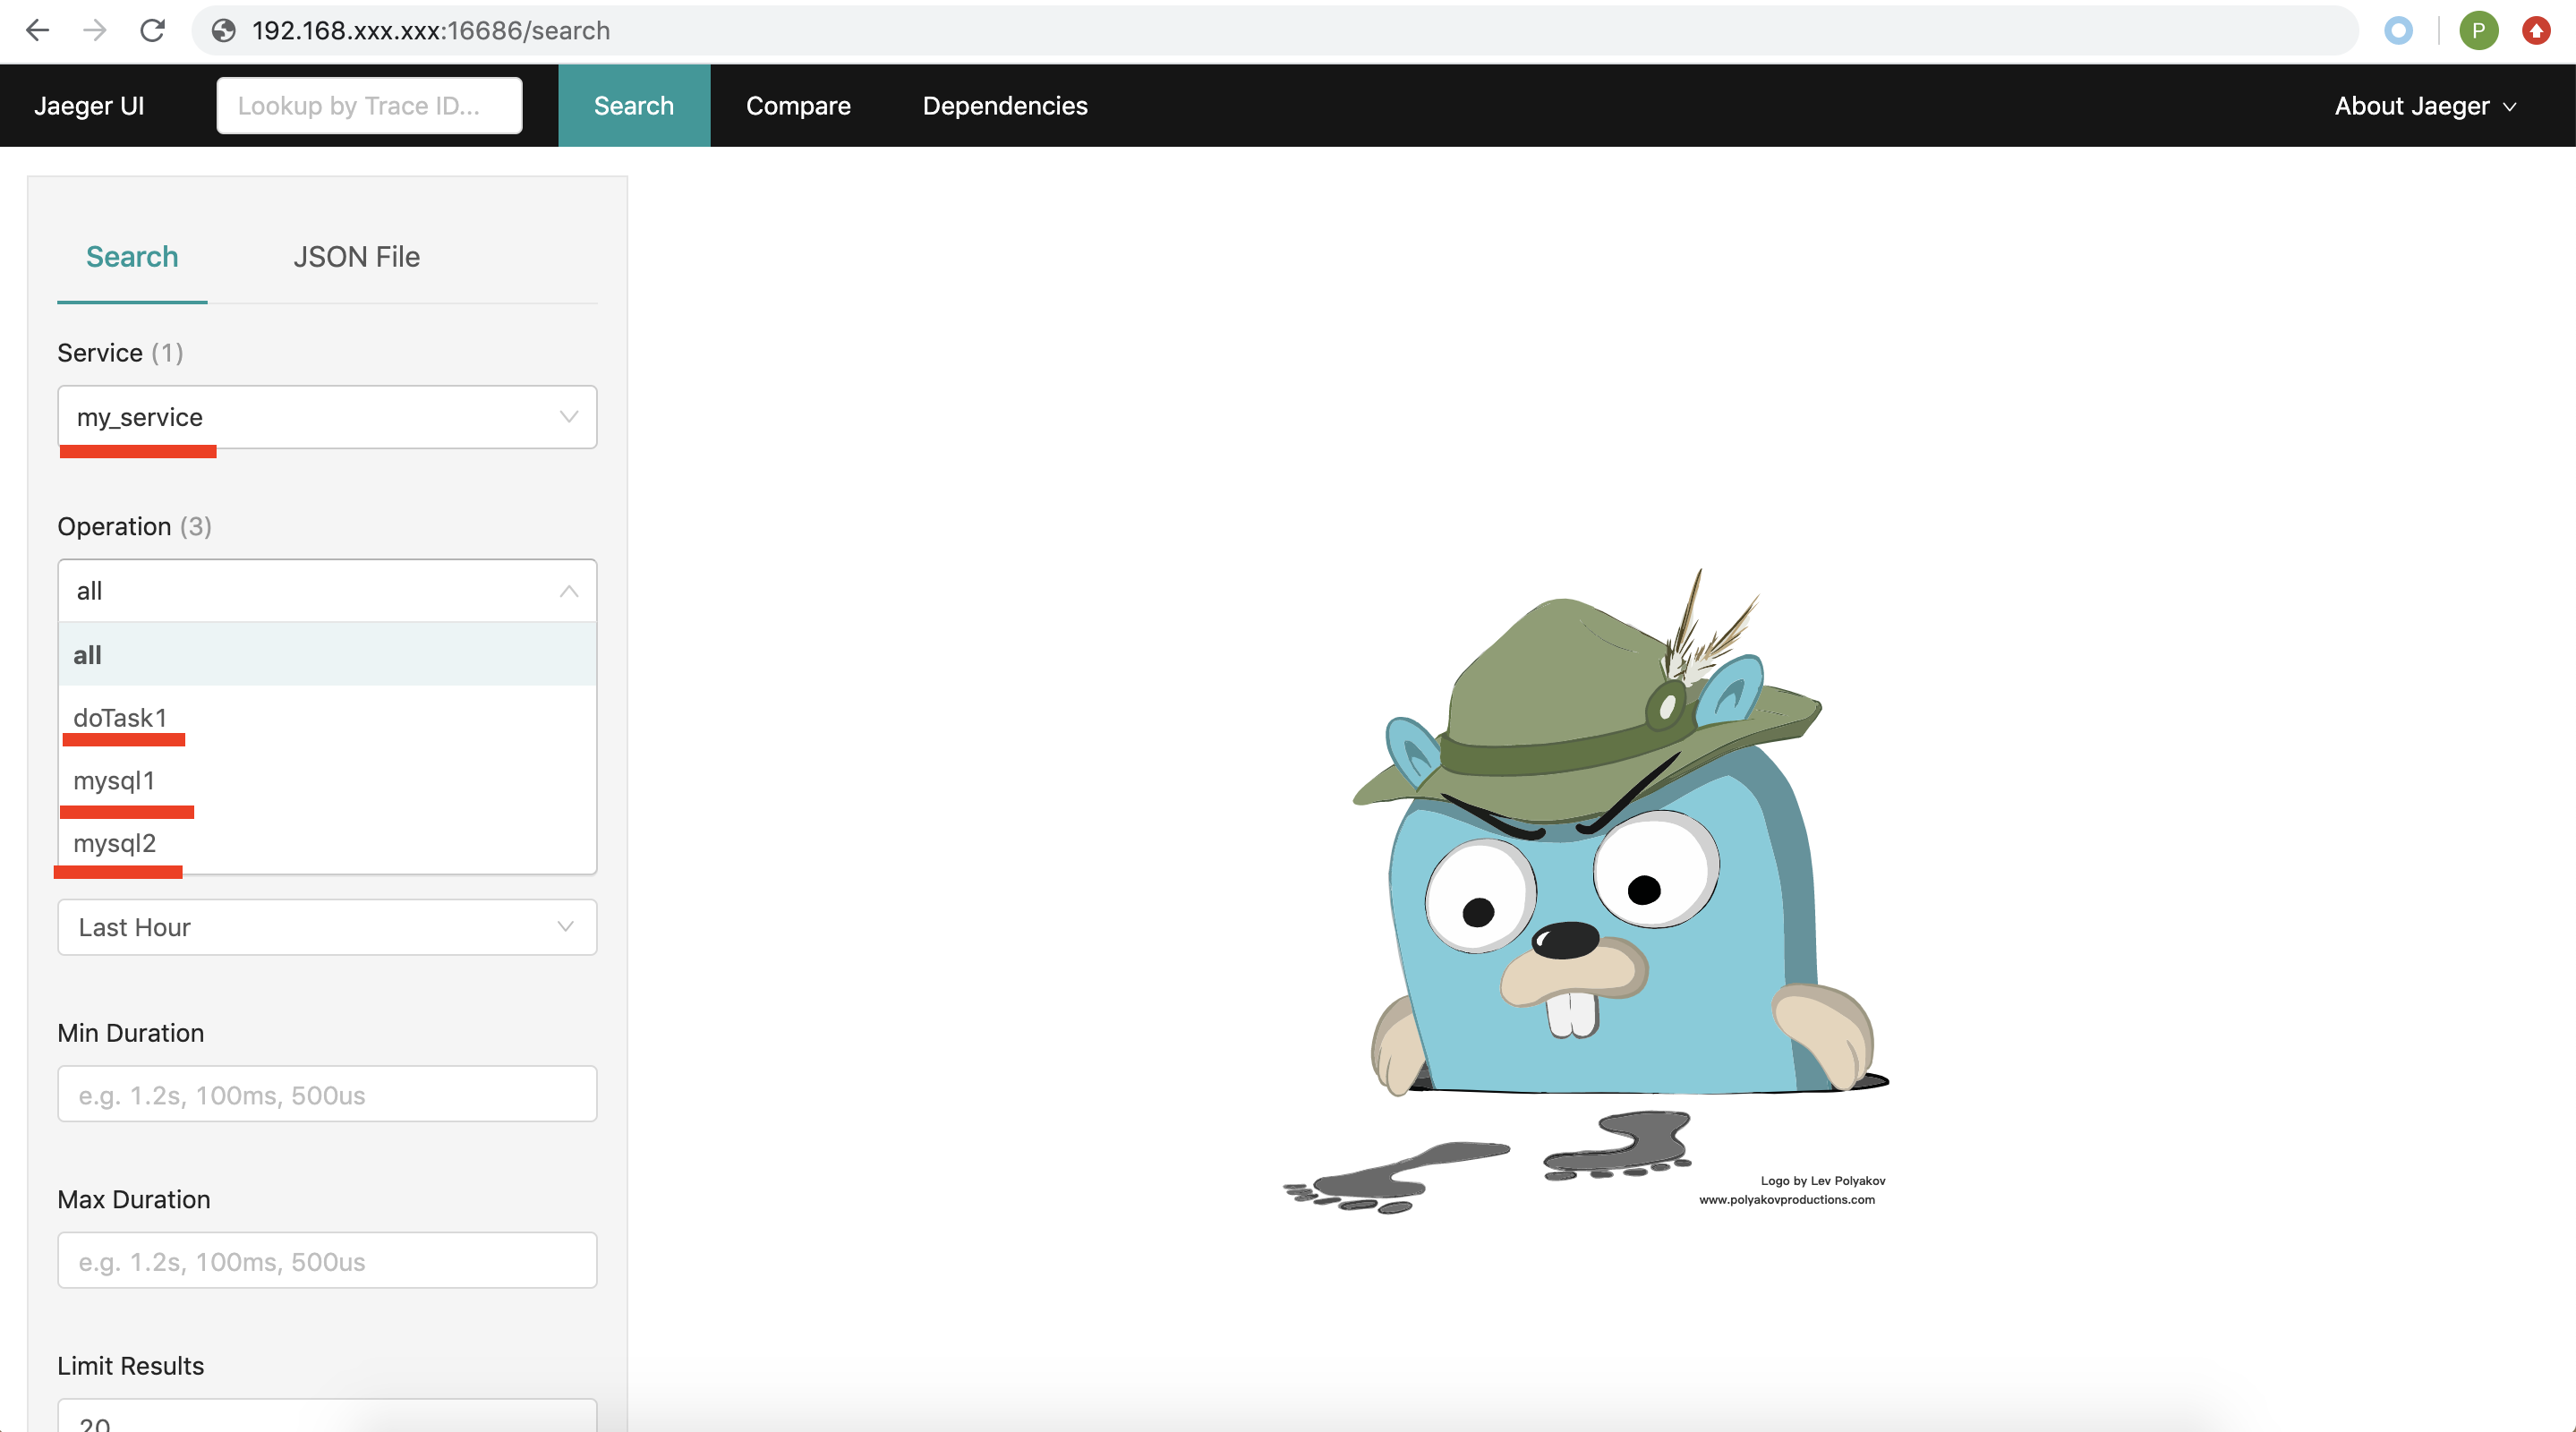 192.168.xxx.xxx:16686/search
P
Jaeger UI
Lookup by Trace ID...
Search
Compare
Dependencies
About Jaeger
Search
JSON File
Service (1)
my_service
Operation (3)
all
all
doTask1
mysql1
mysql2
Last Hour
Min Duration
e.g. 1.2s, 100ms, 500us
Max Duration
e.g. 1.2s, 100ms, 500us
Limit Results
20
Logo by Lev Polyakov
www.polyakovproductions.com